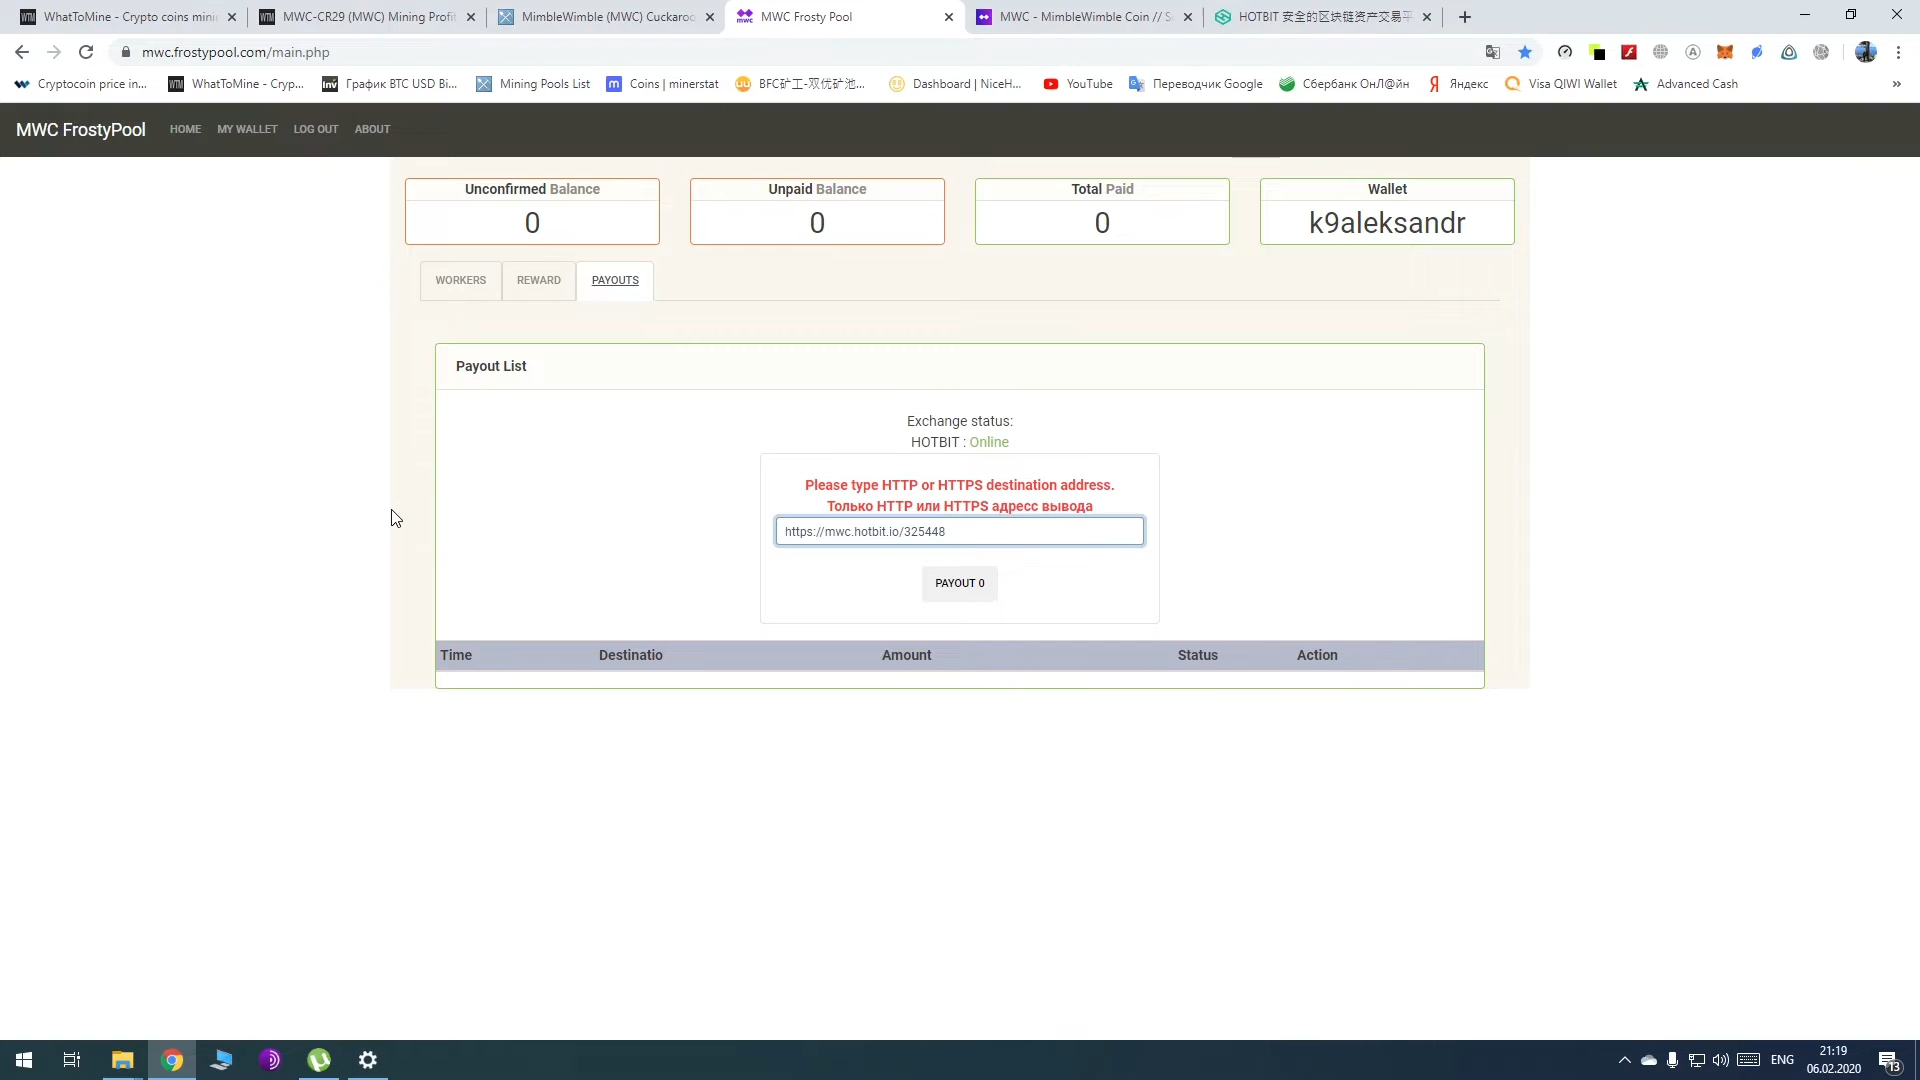 WhatToMine - Crypto coins mini
MWC-CR29 (MWC) Mining Profit
MimbleWimble (MWC) Cuckaroo
MWC Frosty Pool
MWC - MimbleWimble Coin // S
HOTBIT 安全的区块链资产交易平
mwc.frostypool.com/main.php
Cryptocoin price in...
WhatToMine - Cryp...
График BTC USD Bi...
Mining Pools List
Coins | minerstat
BFC矿工-双优矿池...
Dashboard | NiceH...
YouTube
Переводчик Google
Сбербанк ОнЛ@йн
Яндекс
Visa QIWI Wallet
Advanced Cash
»
MWC FrostyPool
HOME
MY WALLET
LOG OUT
ABOUT
Unconfirmed Balance
0
Unpaid Balance
0
Total Paid
0
Wallet
k9aleksandr
WORKERS
REWARD
PAYOUTS
Payout List
Exchange status:
HOTBIT : Online
Please type HTTP or HTTPS destination address.
Только HTTP или HTTPS адресс вывода
https://mwc.hotbit.io/325448
PAYOUT 0
Time
Destinatio
Amount
Status
Action
ENG
21:19
06.02.2020
13